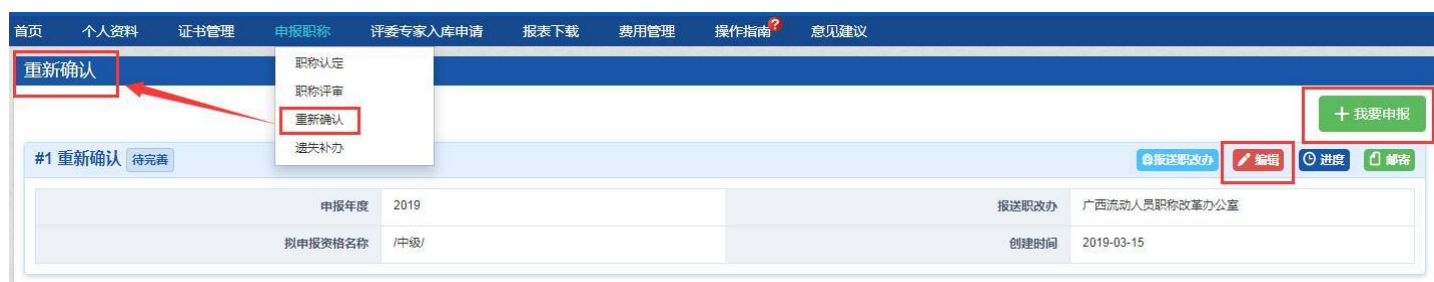 首页 个人资料 证书管理 申报职称 评委专家入库申请 报表下载 费用管理 操作指南? 意见建议
职称认定
重新确认
职称评审
重新确认
+ 我要申报
遗失补办
#1 重新确认 待完善 报送职改办 编辑 进度 邮寄
申报年度 2019 报送职改办 广西流动人员职称改革办公室
拟申报资格名称 /中级/ 创建时间 2019-03-15